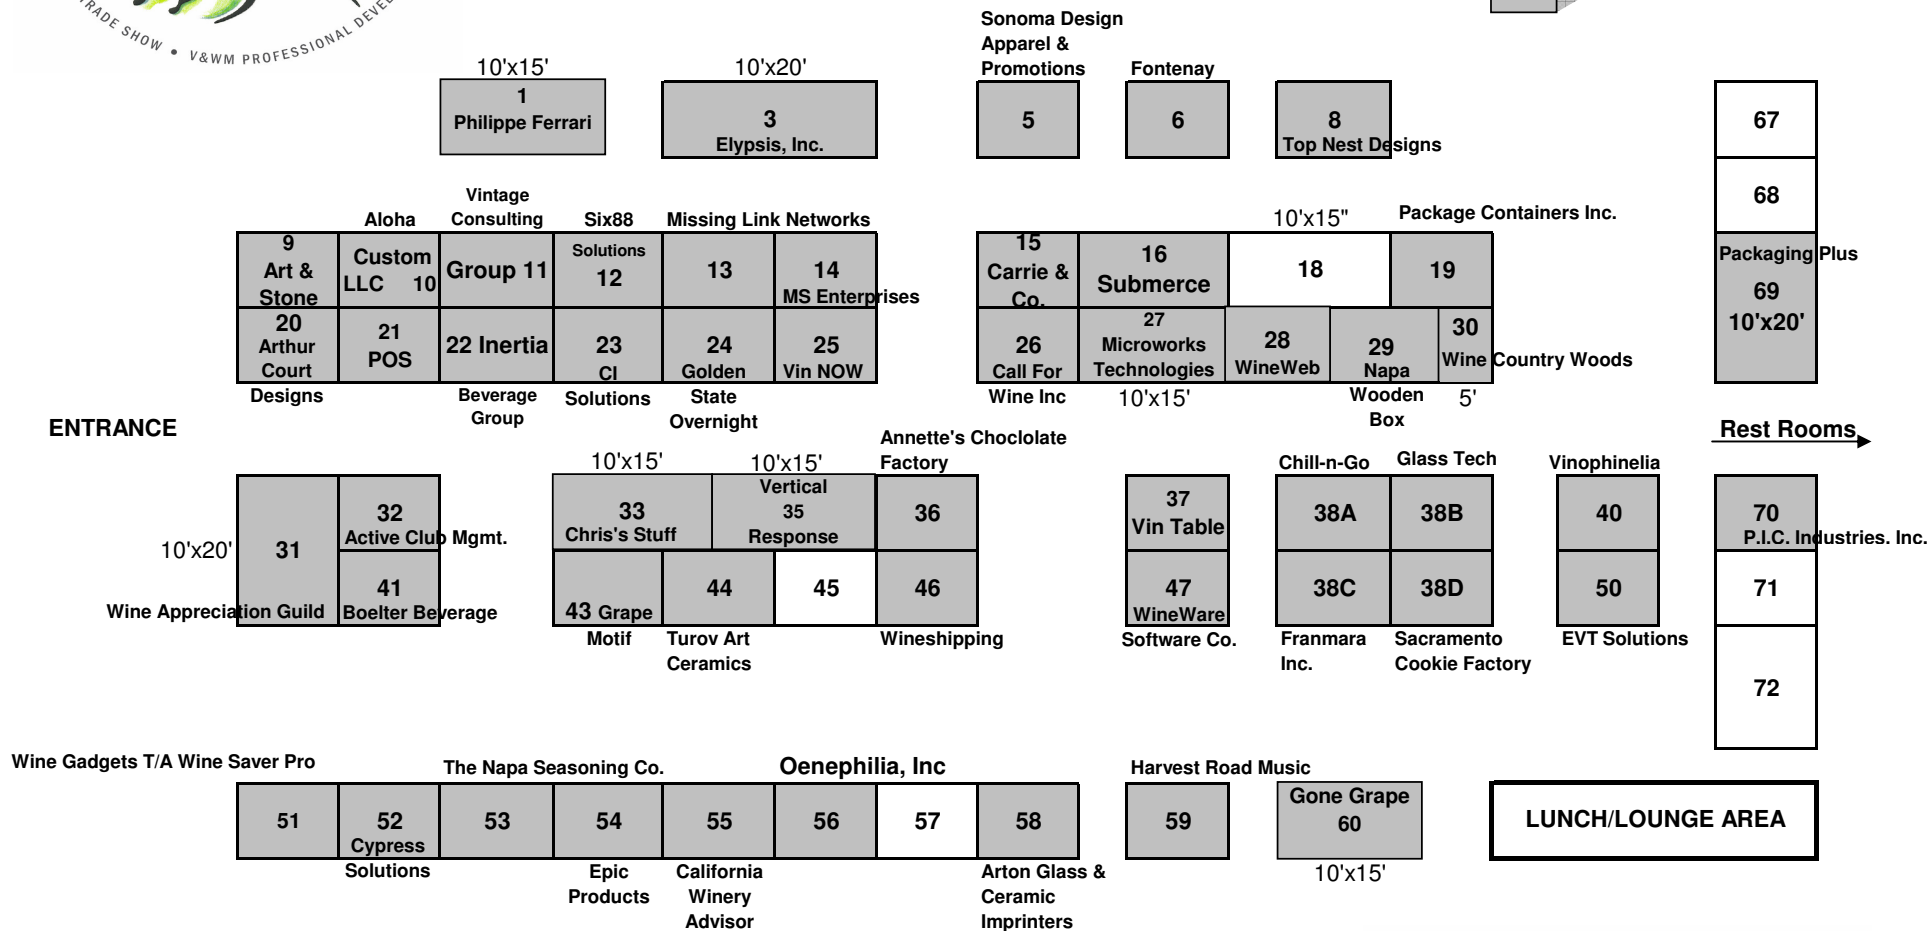 TRADE SHOW • V&WM PROFESSIONAL
Sonoma Design
Apparel &
Promotions
Fontenay
10'x15'
10'x20'
1
Philippe Ferrari
3
Elypsis, Inc.
5
6
8
Top Nest Designs
67
68
Packaging Plus
69
10'x20'
Vintage
Consulting
Aloha
Six88
Missing Link Networks
10'x15"
Package Containers Inc.
9
Art &
Stone
Custom
LLC 10
Group 11
Solutions
12
13
14
MS Enterprises
15
Carrie &
Co.
16
Submerce
18
19
20
Arthur
Court
Designs
21
POS
22 Inertia
Beverage
Group
23
CI
Solutions
24
Golden
State
Overnight
25
Vin NOW
26
Call For
Wine Inc
27
Microworks
Technologies
10'x15'
28
WineWeb
29
Napa
Wooden
Box
30
Wine Country Woods
5'
ENTRANCE
Rest Rooms
10'x20'
31
Wine Appreciation Guild
32
Active Club Mgmt.
41
Boelter Beverage
10'x15'
33
Chris's Stuff
10'x15'
Vertical
35
Response
Annette's Choclolate
Factory
36
43 Grape
Motif
44
Turov Art
Ceramics
45
46
Wineshipping
37
Vin Table
47
WineWare
Software Co.
Chill-n-Go
38A
Glass Tech
38B
38C
Franmara
Inc.
38D
Sacramento
Cookie Factory
Vinophinelia
40
50
EVT Solutions
70
P.I.C. Industries. Inc.
71
72
Wine Gadgets T/A Wine Saver Pro
The Napa Seasoning Co.
Oenephilia, Inc
Harvest Road Music
51
52
Cypress
Solutions
53
54
Epic
Products
55
California
Winery
Advisor
56
57
58
Arton Glass &
Ceramic
Imprinters
59
Gone Grape
60
10'x15'
LUNCH/LOUNGE AREA